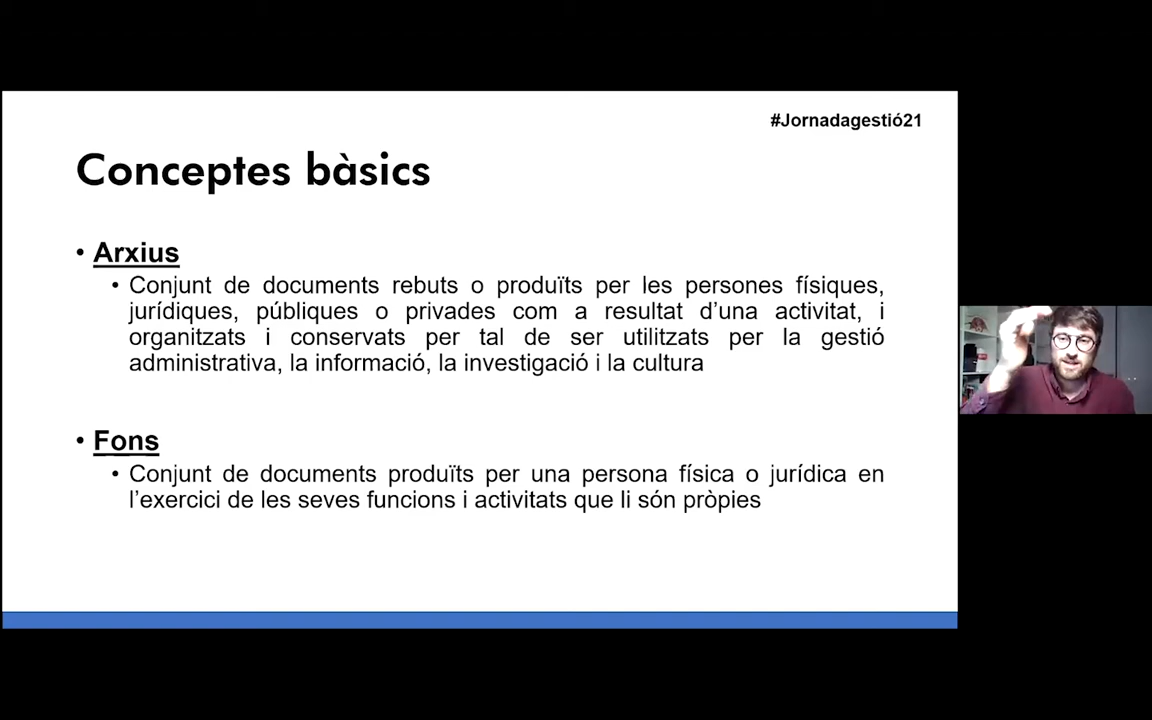 #Jornadagestió21
Conceptes bàsics
• Arxius
• Conjunt de documents rebuts o produïts per les persones físiques,
jurídiques, públiques o privades com a resultat d’una activitat, i
organitzats i conservats per tal de ser utilitzats per la gestió
administrativa, la informació, la investigació i la cultura
• Fons
• Conjunt de documents produïts per una persona física o jurídica en
l’exercici de les seves funcions i activitats que li són pròpies